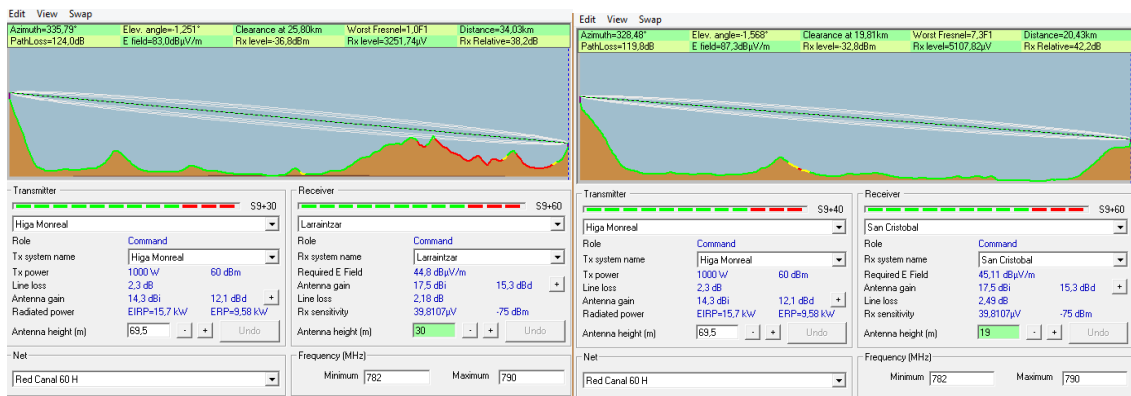 Edit View Swap
Azimuth=335,79° Elev. angle=-1,251° Clearance at 25,80km Worst Fresnel=1,0F1 Distance=34,03km
PathLoss=124,0dB E field=83,0dBµV/m Rx level=-36,8dBm Rx level=3251,74µV Rx Relative=38,2dB
Transmitter
S9+30
Higa Monreal
Role Command
Tx system name Higa Monreal
Tx power 1000 W 60 dBm
Line loss 2,3 dB
Antenna gain 14,3 dBi 12,1 dBd +
Radiated power EIRP=15,7 kW ERP=9,58 kW
Antenna height (m) 69,5 - + Undo
Net
Red Canal 60 H
Receiver
S9+60
Larraintzar
Role Command
Rx system name Larraintzar
Required E Field 44,8 dBµV/m
Antenna gain 17,5 dBi 15,3 dBd +
Line loss 2,18 dB
Rx sensitivity 39,8107µV -75 dBm
Antenna height (m) 30 - + Undo
Frequency (MHz)
Minimum 782 Maximum 790
Edit View Swap
Azimuth=328,48° Elev. angle=-1,568° Clearance at 19,81km Worst Fresnel=7,3F1 Distance=20,43km
PathLoss=119,8dB E field=87,3dBµV/m Rx level=-32,8dBm Rx level=5107,82µV Rx Relative=42,2dB
Transmitter
S9+40
Higa Monreal
Role Command
Tx system name Higa Monreal
Tx power 1000 W 60 dBm
Line loss 2,3 dB
Antenna gain 14,3 dBi 12,1 dBd +
Radiated power EIRP=15,7 kW ERP=9,58 kW
Antenna height (m) 69,5 - + Undo
Net
Red Canal 60 H
Receiver
S9+60
San Cristobal
Role Command
Rx system name San Cristobal
Required E Field 45,11 dBµV/m
Antenna gain 17,5 dBi 15,3 dBd +
Line loss 2,49 dB
Rx sensitivity 39,8107µV -75 dBm
Antenna height (m) 19 - + Undo
Frequency (MHz)
Minimum 782 Maximum 790